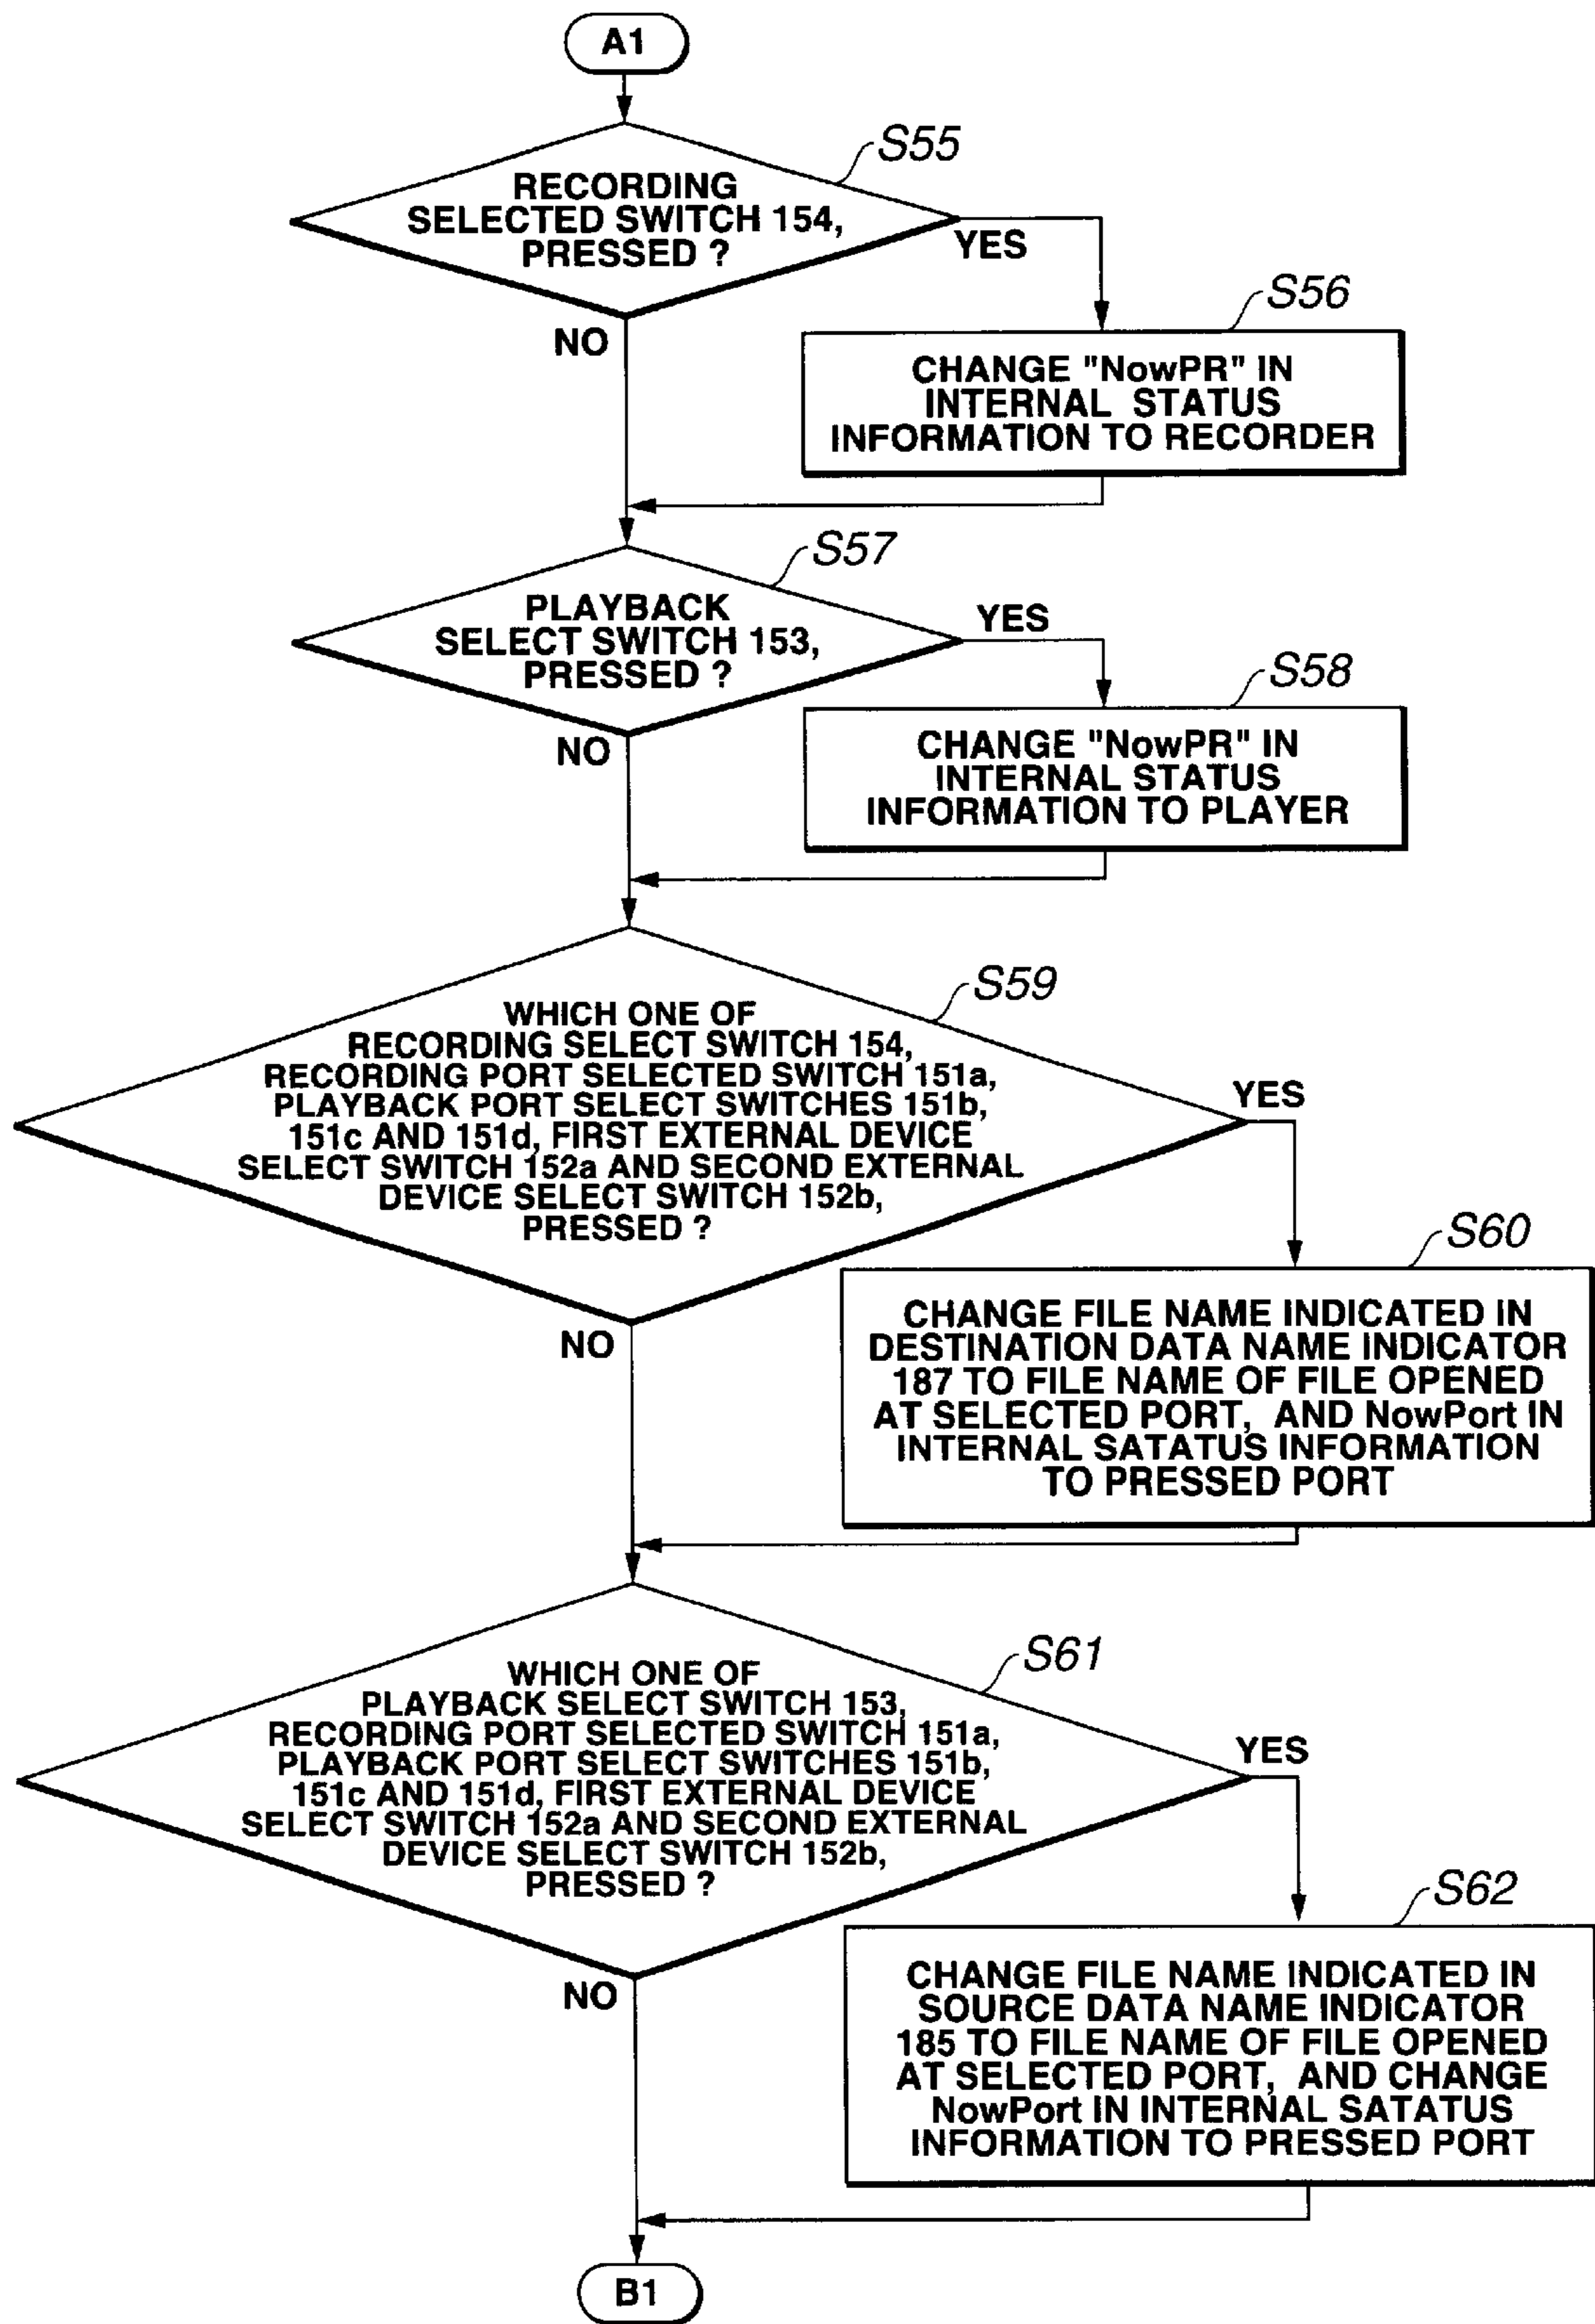 A1
S55
RECORDING
SELECTED SWITCH 154,
PRESSED ?
YES
NO
S56
CHANGE "NowPR" IN
INTERNAL STATUS
INFORMATION TO RECORDER
S57
PLAYBACK
SELECT SWITCH 153,
PRESSED ?
YES
NO
S58
CHANGE "NowPR" IN
INTERNAL STATUS
INFORMATION TO PLAYER
S59
WHICH ONE OF
RECORDING SELECT SWITCH 154,
RECORDING PORT SELECTED SWITCH 151a,
PLAYBACK PORT SELECT SWITCHES 151b,
151c AND 151d, FIRST EXTERNAL DEVICE
SELECT SWITCH 152a AND SECOND EXTERNAL
DEVICE SELECT SWITCH 152b,
PRESSED ?
YES
NO
S60
CHANGE FILE NAME INDICATED IN
DESTINATION DATA NAME INDICATOR
187 TO FILE NAME OF FILE OPENED
AT SELECTED PORT, AND NowPort IN
INTERNAL SATATUS INFORMATION
TO PRESSED PORT
S61
WHICH ONE OF
PLAYBACK SELECT SWITCH 153,
RECORDING PORT SELECTED SWITCH 151a,
PLAYBACK PORT SELECT SWITCHES 151b,
151c AND 151d, FIRST EXTERNAL DEVICE
SELECT SWITCH 152a AND SECOND EXTERNAL
DEVICE SELECT SWITCH 152b,
PRESSED ?
YES
NO
S62
CHANGE FILE NAME INDICATED IN
SOURCE DATA NAME INDICATOR
185 TO FILE NAME OF FILE OPENED
AT SELECTED PORT, AND CHANGE
NowPort IN INTERNAL SATATUS
INFORMATION TO PRESSED PORT
B1